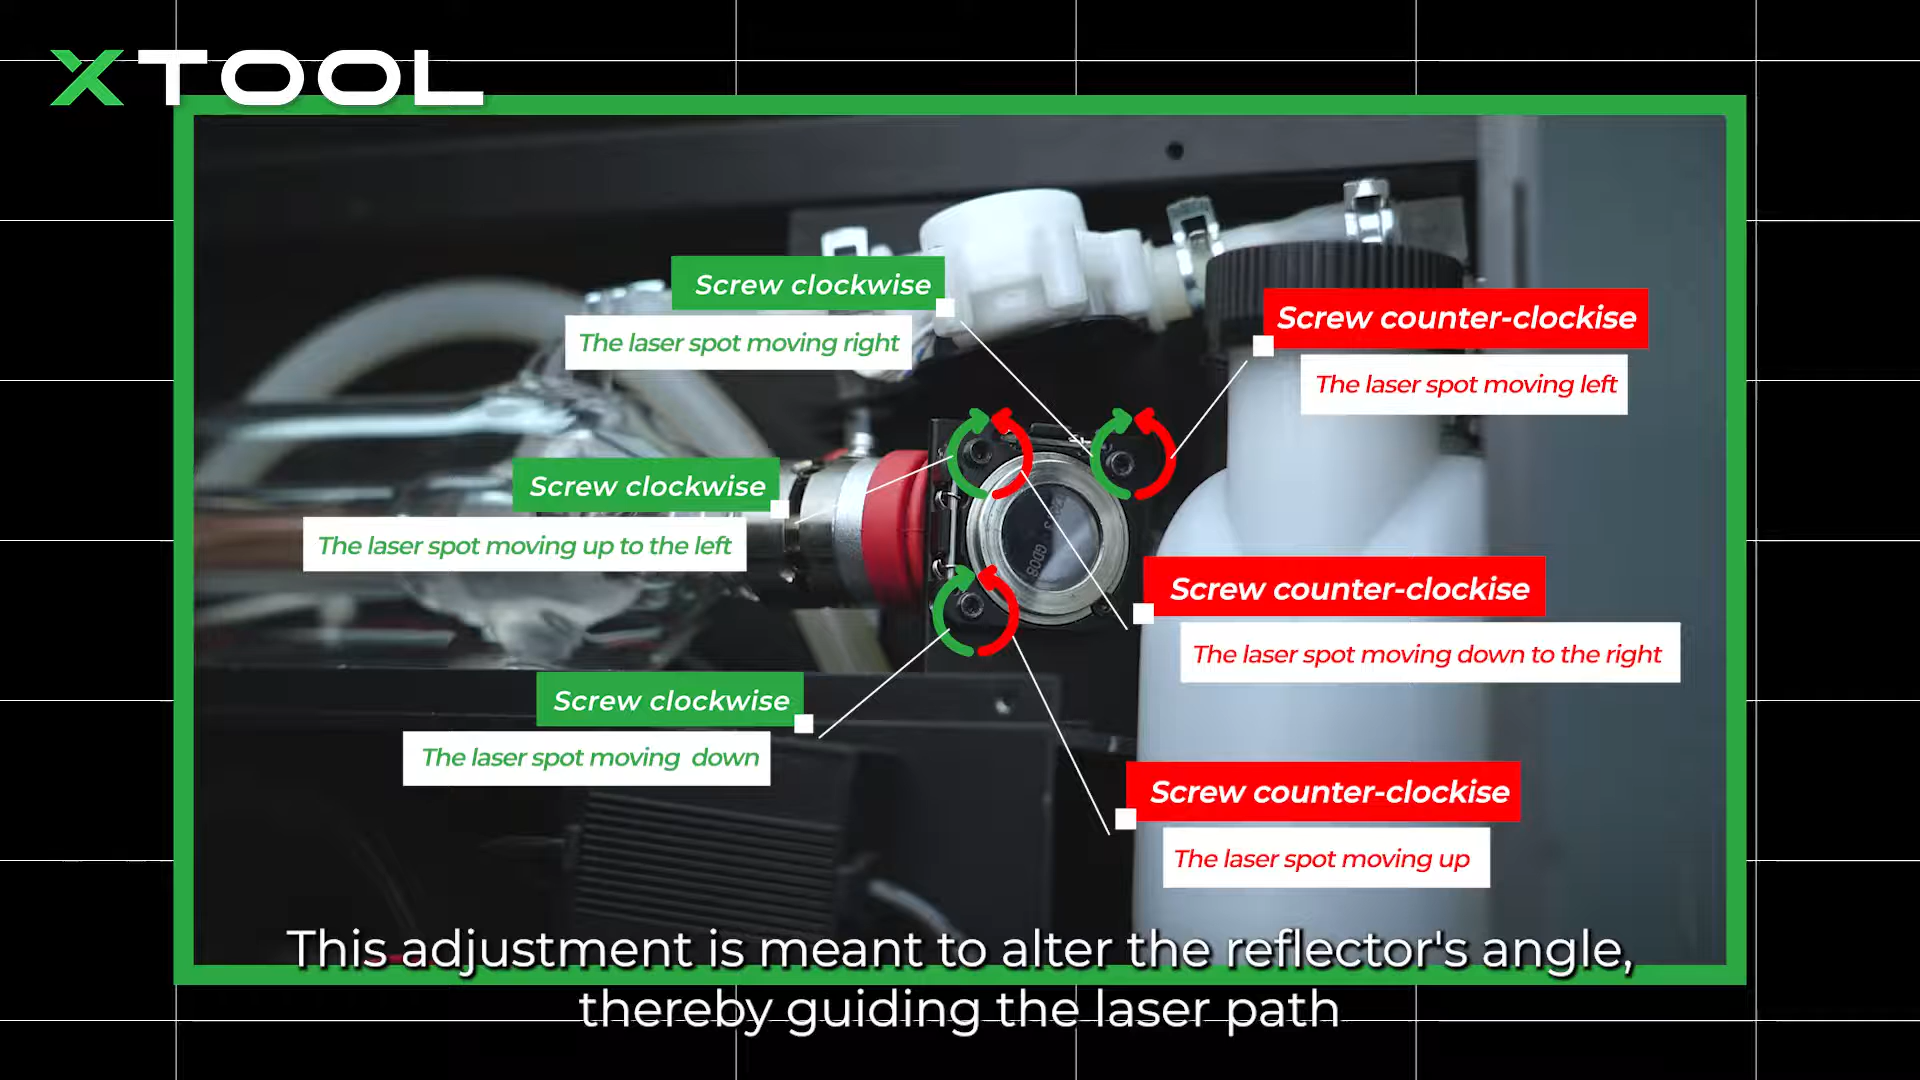 XTOOL
Screw clockwise
The laser spot moving right
Screw counter-clockise
The laser spot moving left
Screw clockwise
The laser spot moving up to the left
Screw counter-clockise
The laser spot moving down to the right
Screw clockwise
The laser spot moving down
Screw counter-clockise
The laser spot moving up
This adjustment is meant to alter the reflector's angle,
thereby guiding the laser path